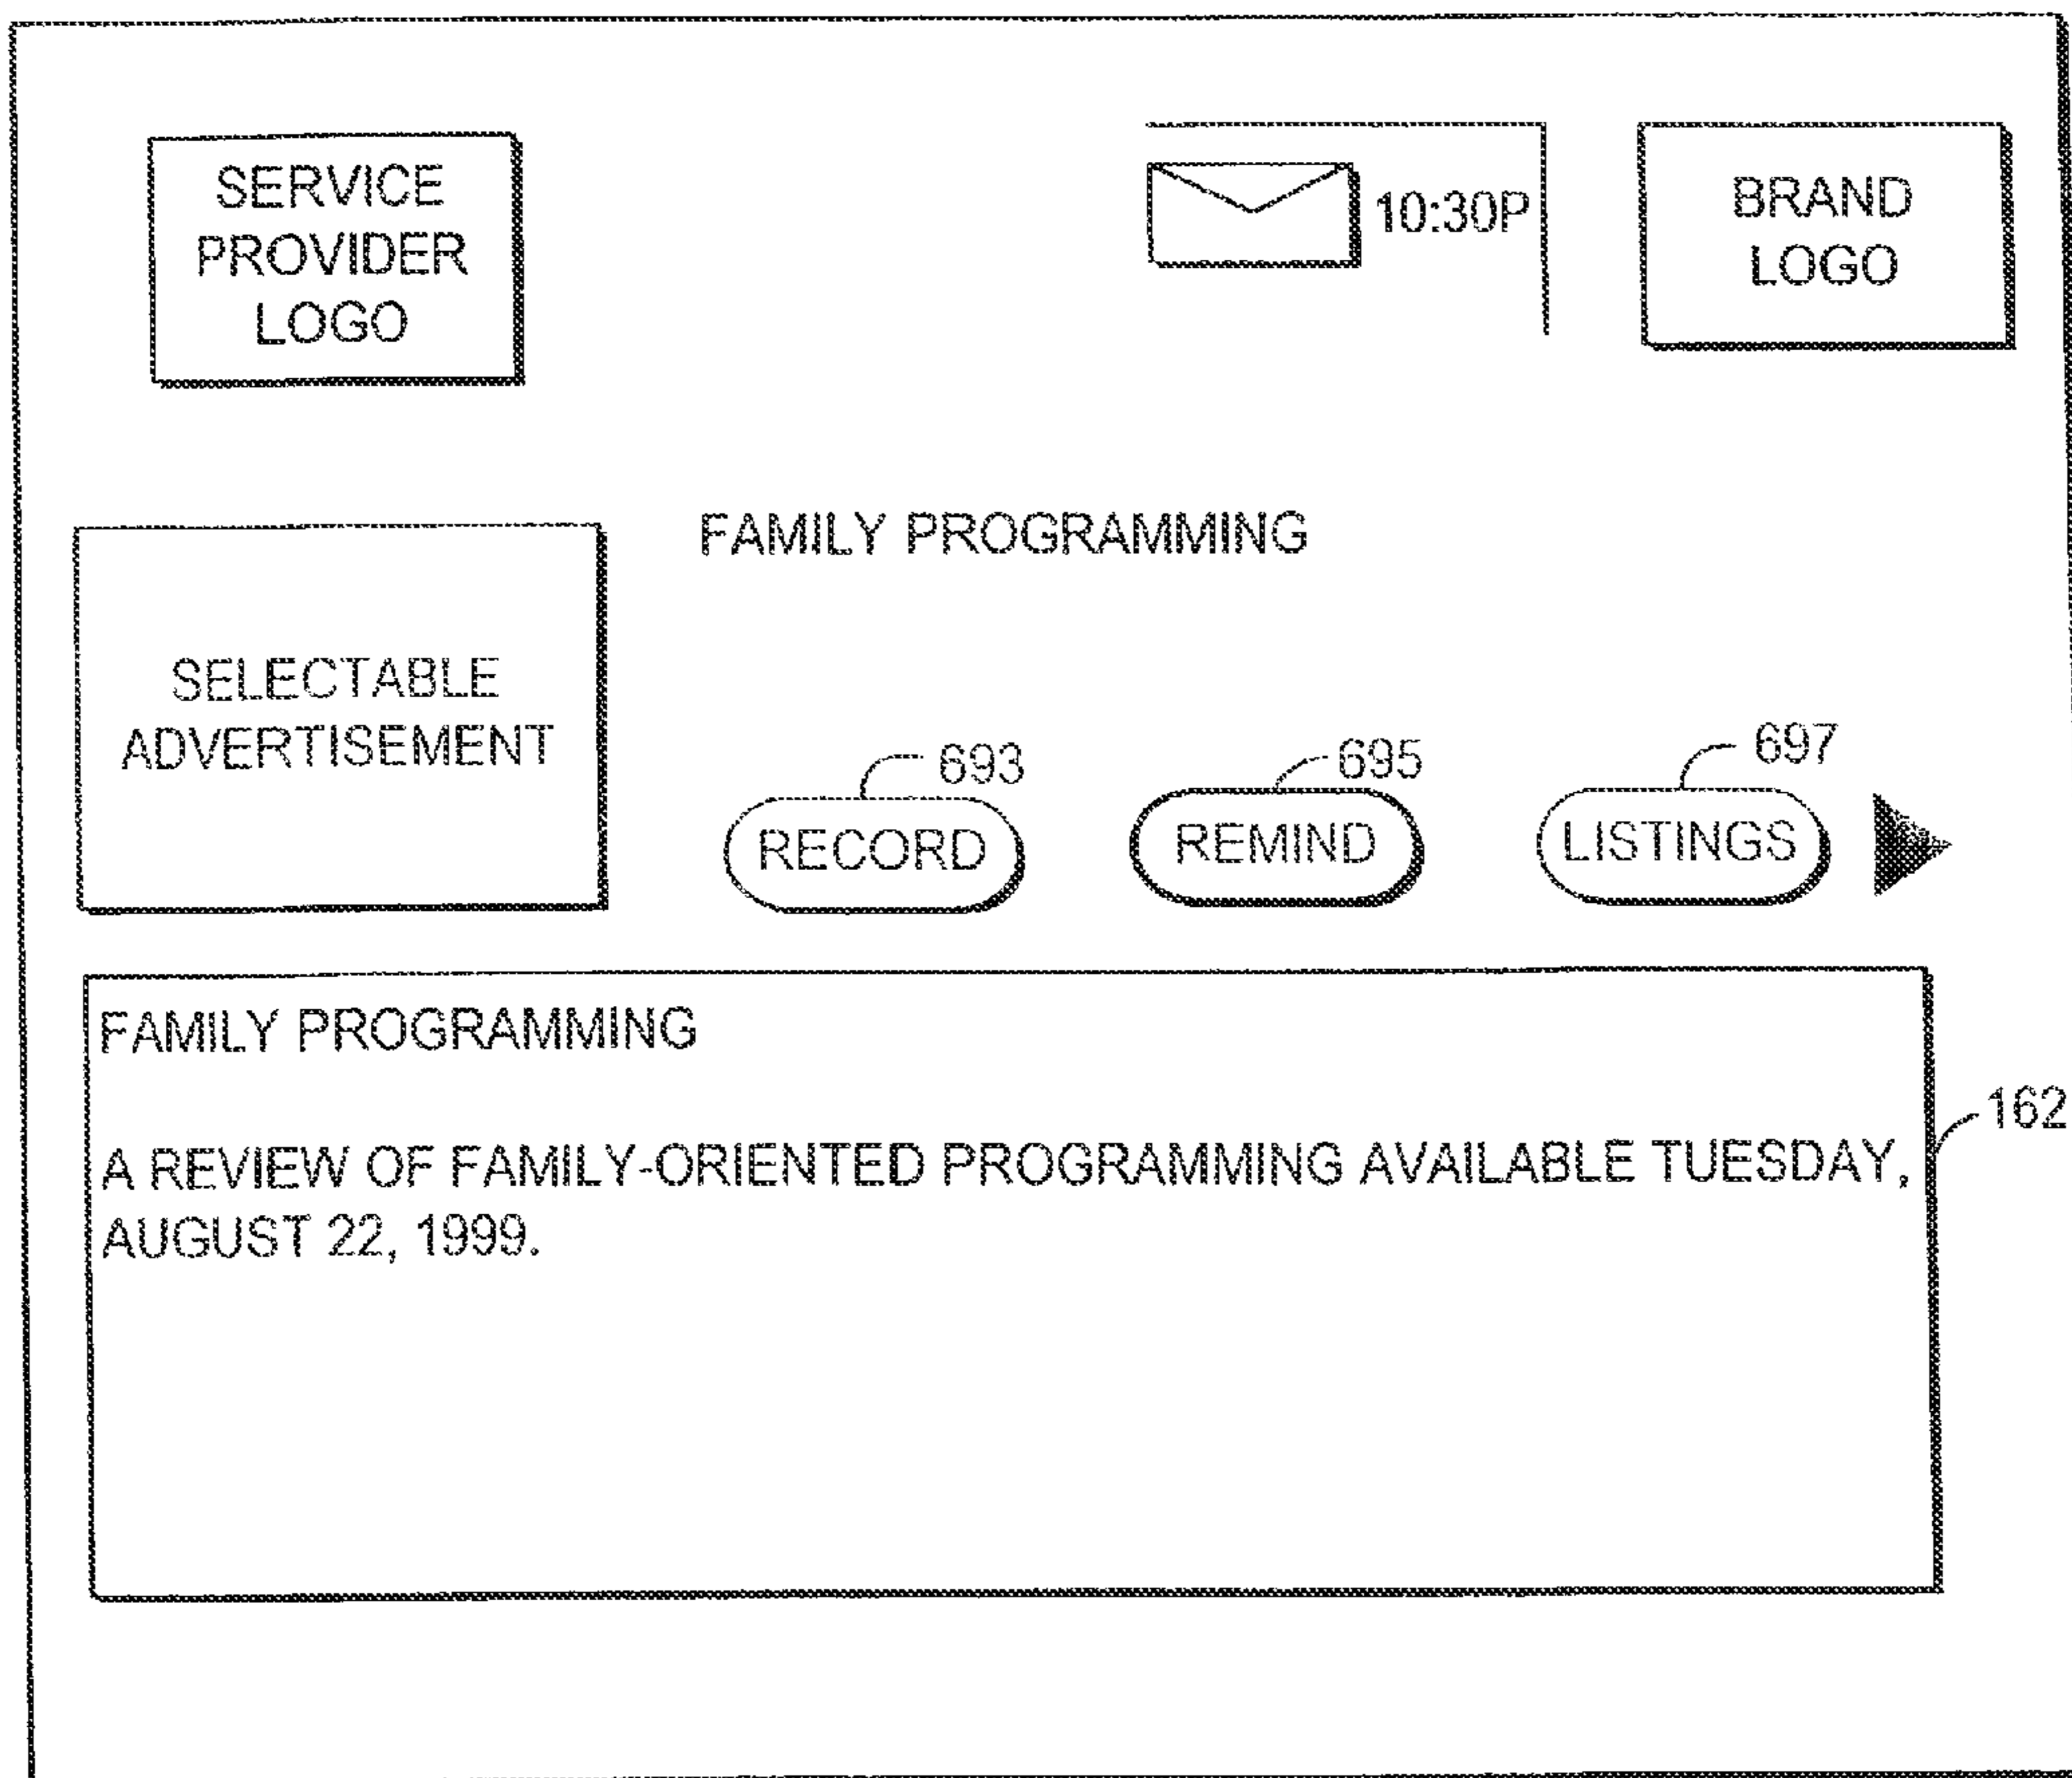 SERVICE
PROVIDER
LOGO
10:30P
BRAND
LOGO
FAMILY PROGRAMMING
SELECTABLE
ADVERTISEMENT
693
695
697
RECORD
REMIND
LISTINGS
FAMILY PROGRAMMING
A REVIEW OF FAMILY-ORIENTED PROGRAMMING AVAILABLE TUESDAY,
AUGUST 22, 1999.
162